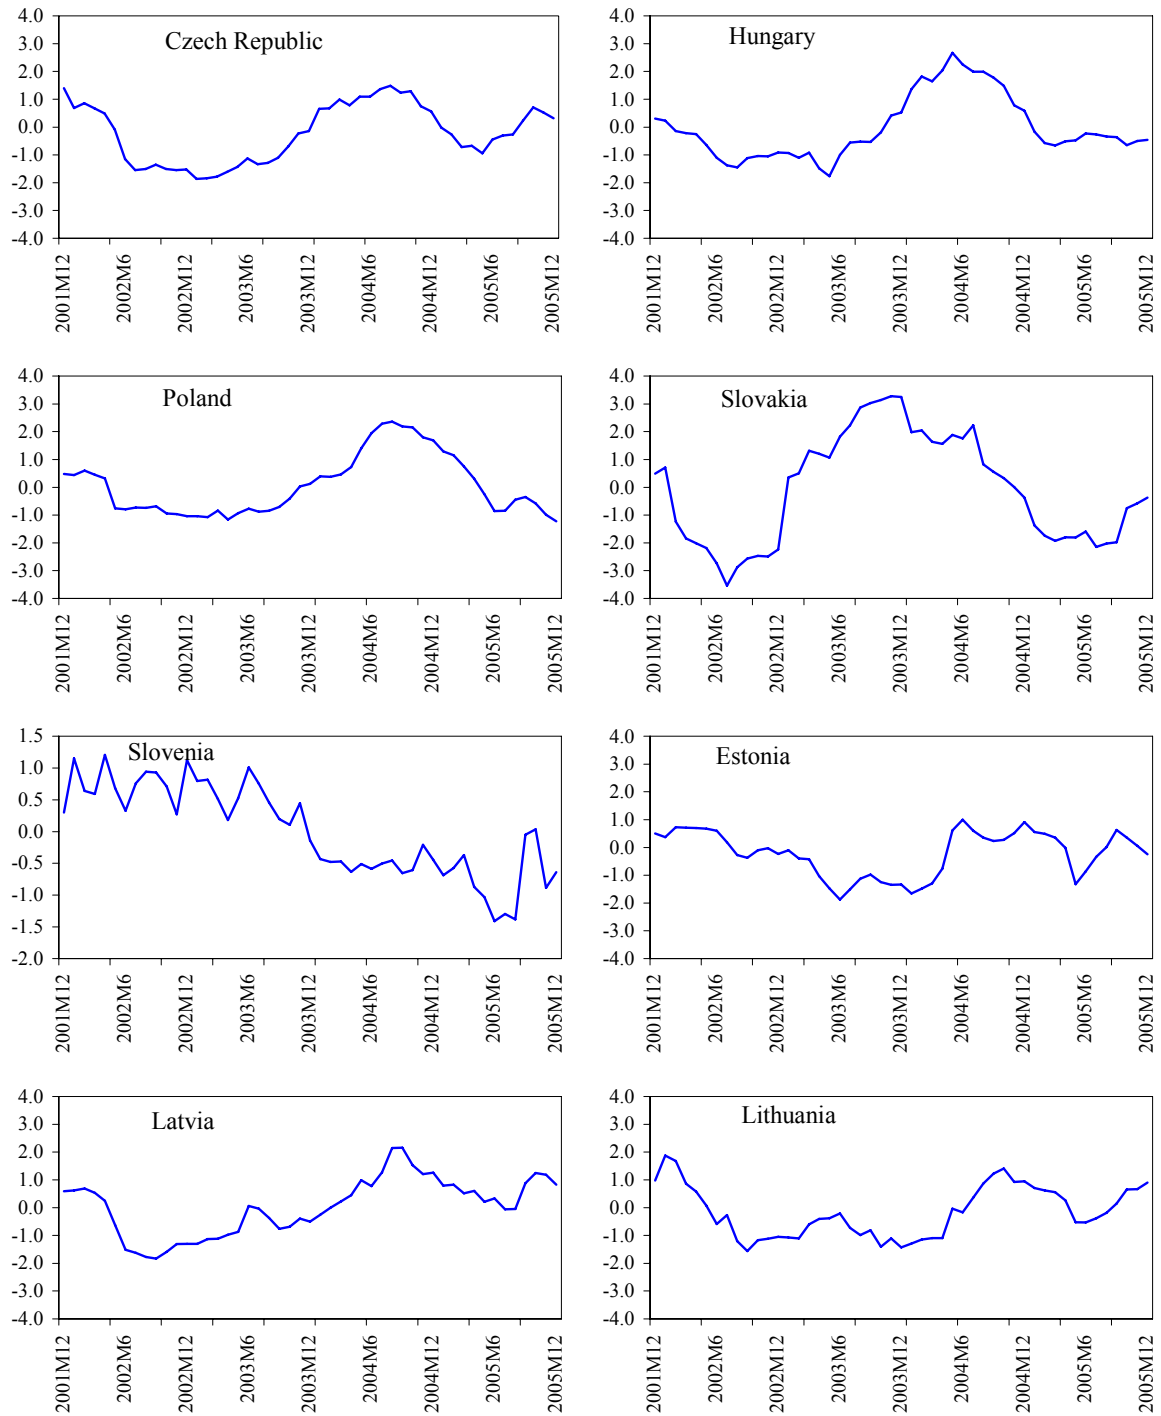 Czech Republic
4.0
3.0
2.0
1.0
0.0
-1.0
-2.0
-3.0
-4.0
2001M12
2002M6
2002M12
2003M6
2003M12
2004M6
2004M12
2005M6
2005M12
Hungary
4.0
3.0
2.0
1.0
0.0
-1.0
-2.0
-3.0
-4.0
2001M12
2002M6
2002M12
2003M6
2003M12
2004M6
2004M12
2005M6
2005M12
Poland
4.0
3.0
2.0
1.0
0.0
-1.0
-2.0
-3.0
-4.0
2001M12
2002M6
2002M12
2003M6
2003M12
2004M6
2004M12
2005M6
2005M12
Slovakia
4.0
3.0
2.0
1.0
0.0
-1.0
-2.0
-3.0
-4.0
2001M12
2002M6
2002M12
2003M6
2003M12
2004M6
2004M12
2005M6
2005M12
Slovenia
1.5
1.0
0.5
0.0
-0.5
-1.0
-1.5
-2.0
2001M12
2002M6
2002M12
2003M6
2003M12
2004M6
2004M12
2005M6
2005M12
Estonia
4.0
3.0
2.0
1.0
0.0
-1.0
-2.0
-3.0
-4.0
2001M12
2002M6
2002M12
2003M6
2003M12
2004M6
2004M12
2005M6
2005M12
Latvia
4.0
3.0
2.0
1.0
0.0
-1.0
-2.0
-3.0
-4.0
2001M12
2002M6
2002M12
2003M6
2003M12
2004M6
2004M12
2005M6
2005M12
Lithuania
4.0
3.0
2.0
1.0
0.0
-1.0
-2.0
-3.0
-4.0
2001M12
2002M6
2002M12
2003M6
2003M12
2004M6
2004M12
2005M6
2005M12